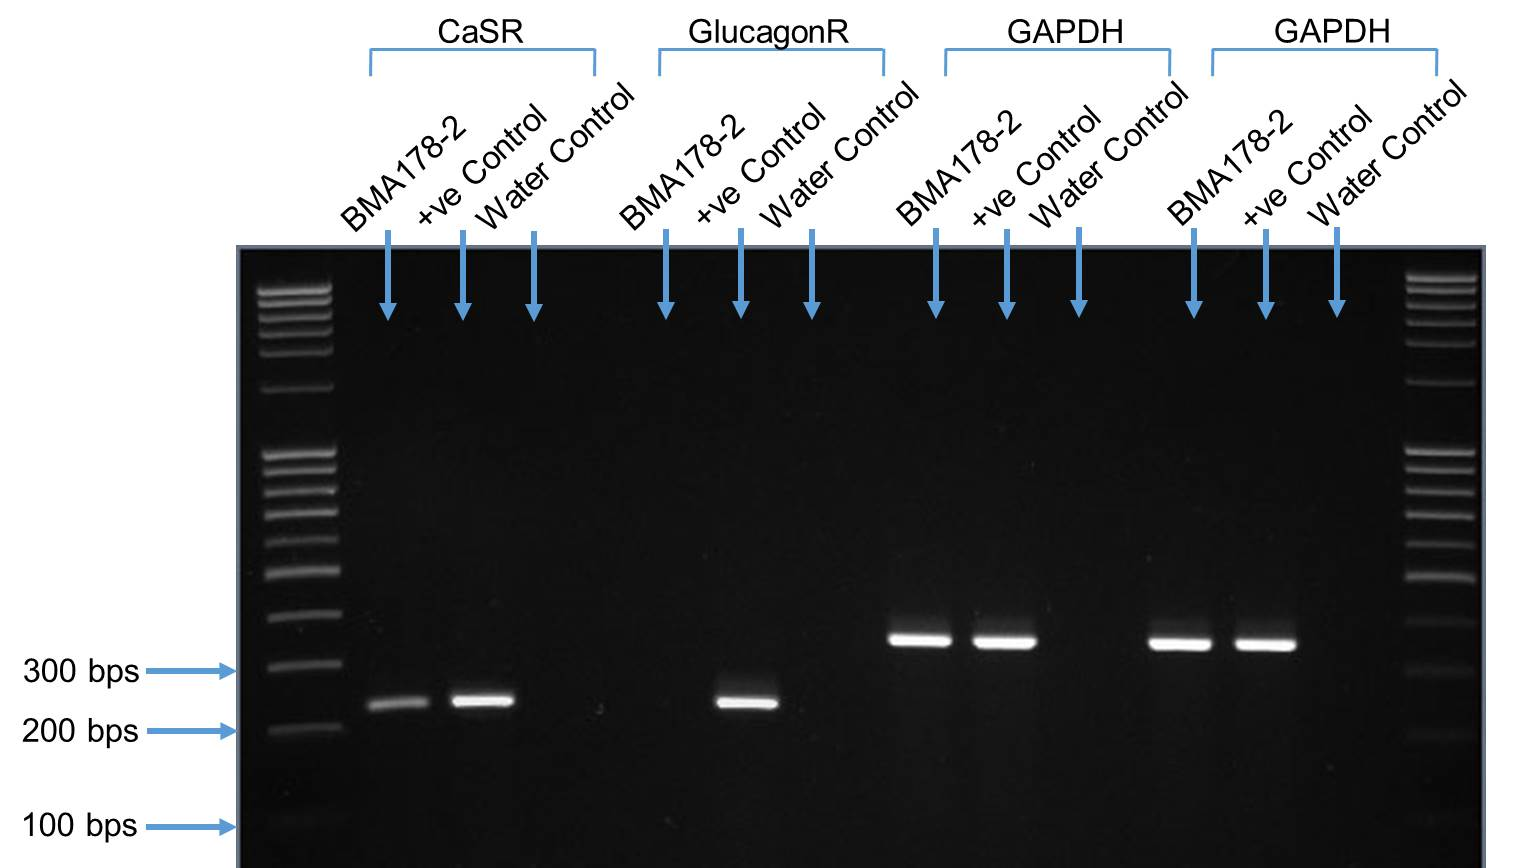 CaSR
GlucagonR
GAPDH
GAPDH
BMA178-2
+ve Control
Water Control
BMA178-2
+ve Control
Water Control
BMA178-2
+ve Control
Water Control
BMA178-2
+ve Control
Water Control
300 bps
200 bps
100 bps